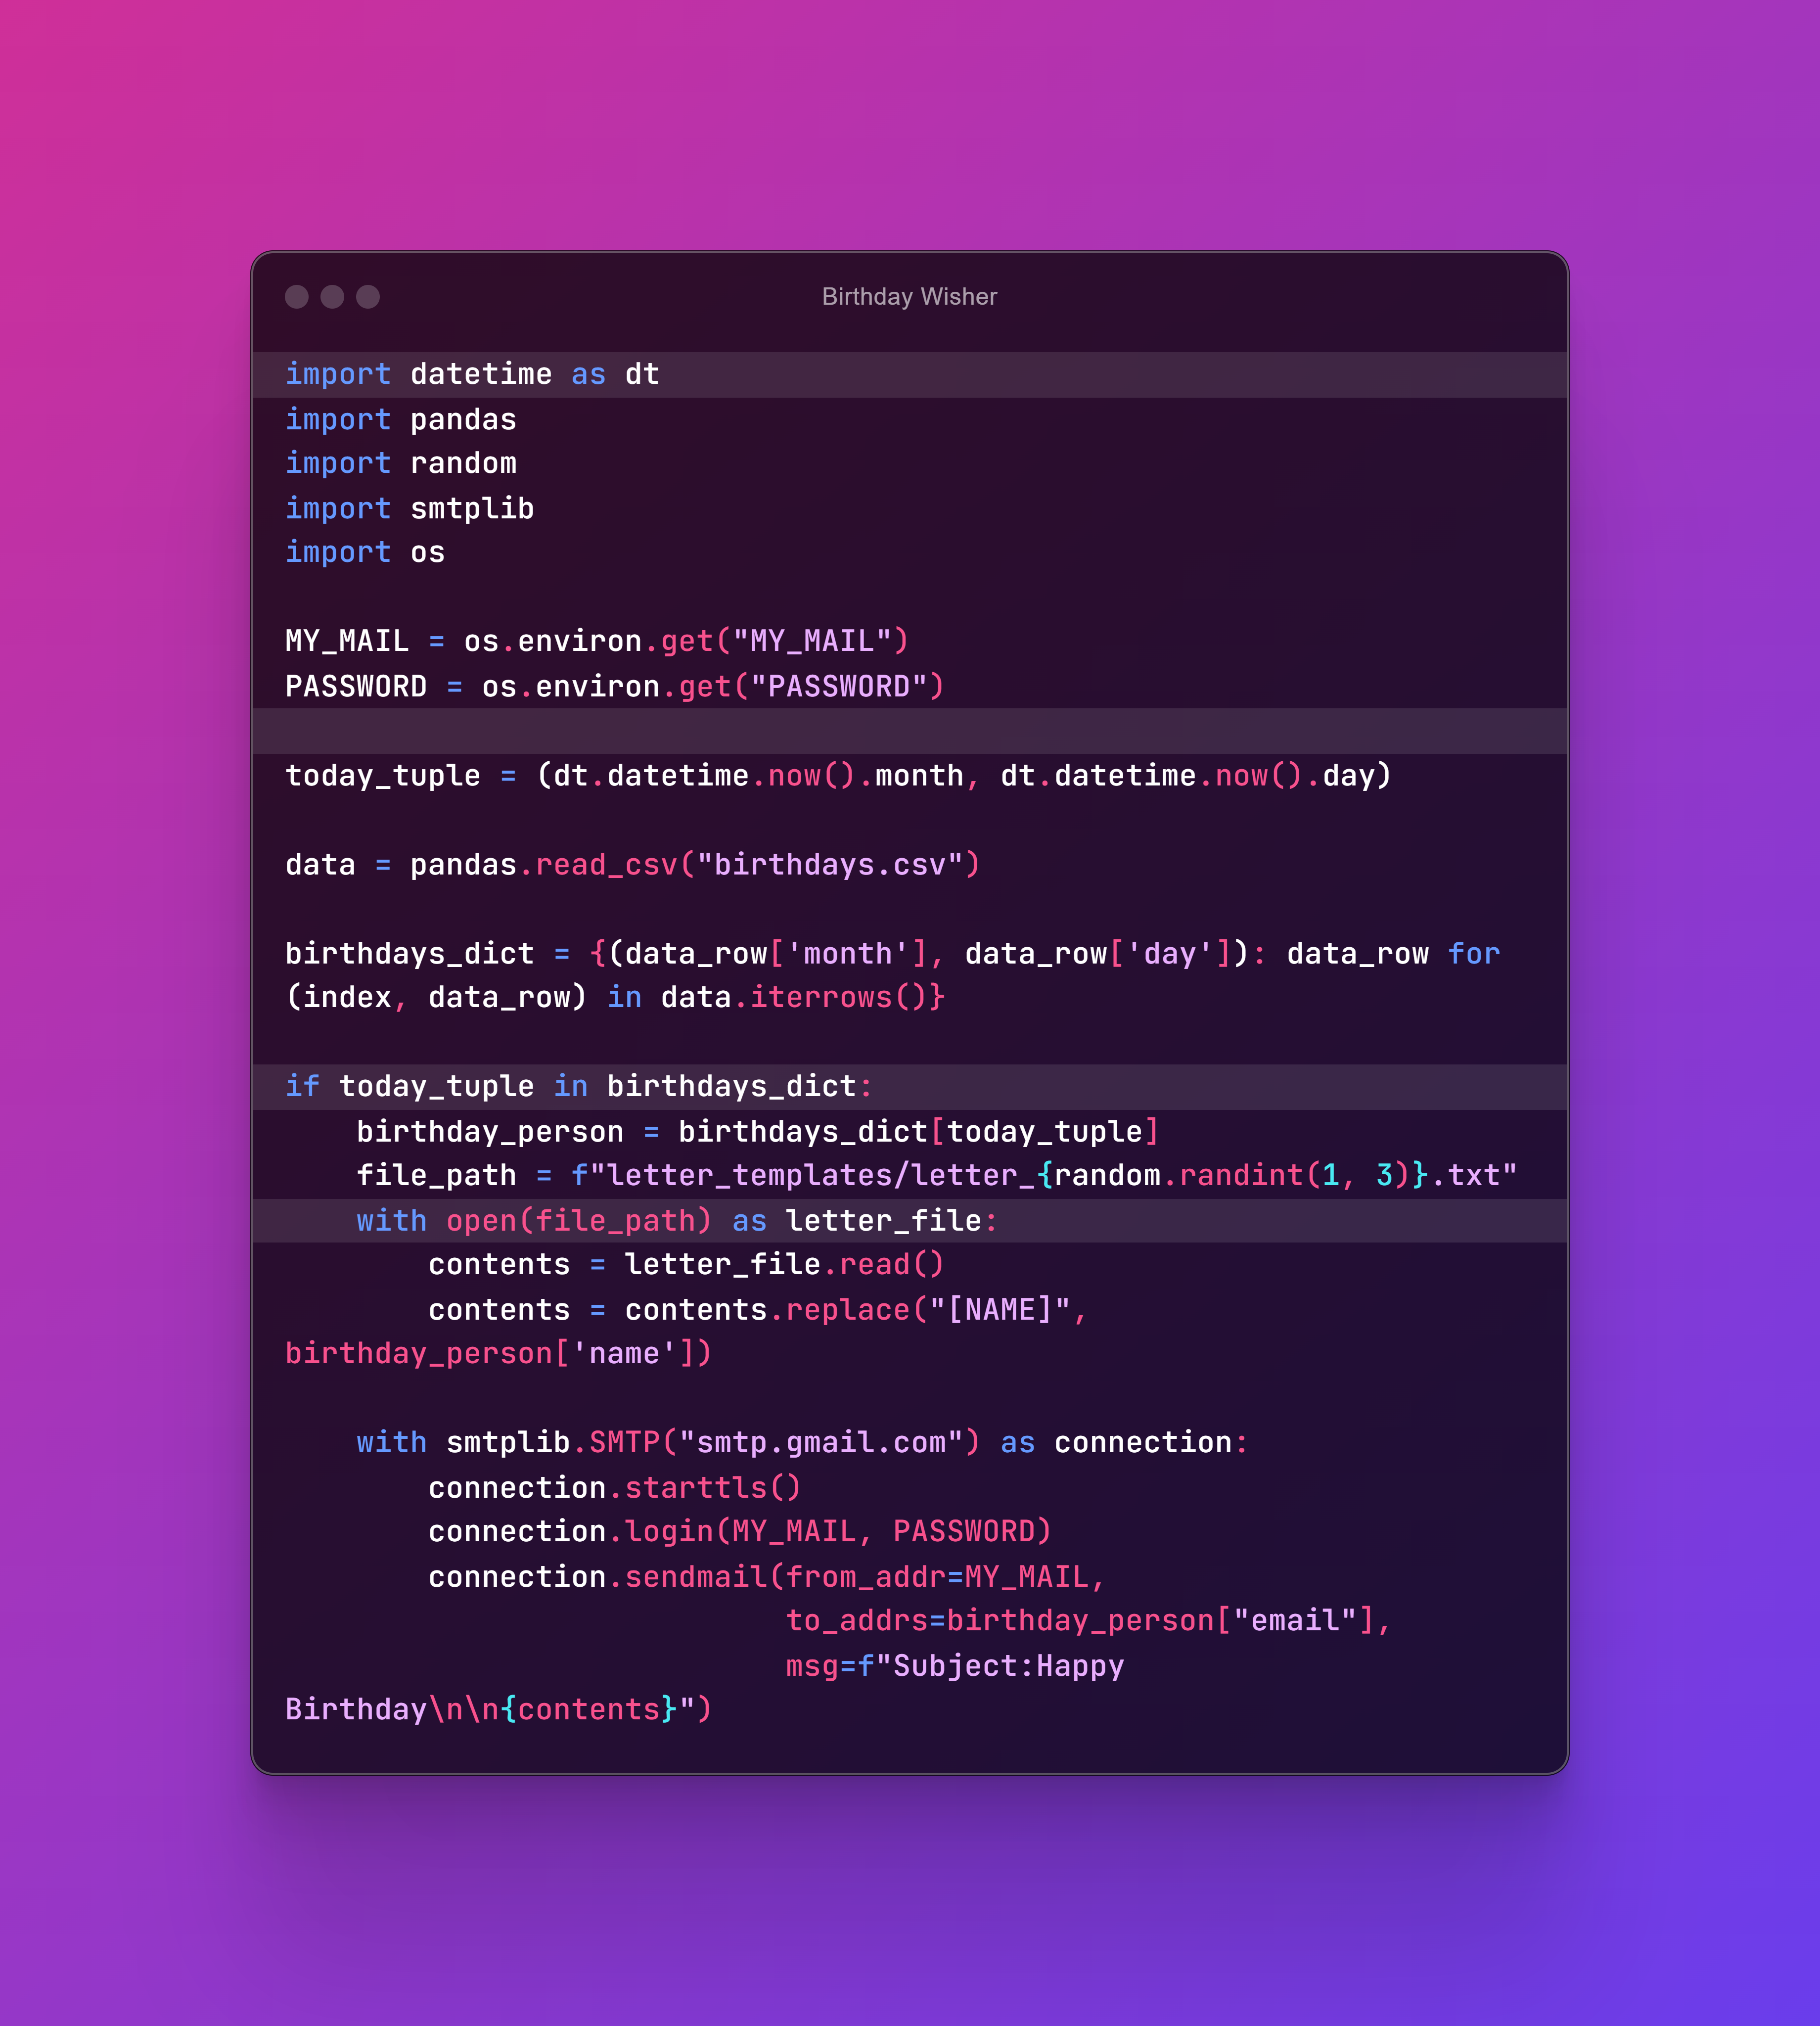 Birthday Wisher
import datetime as dt
import pandas
import random
import smtplib
import os
MY_MAIL = os.environ.get("MY_MAIL")
PASSWORD = os.environ.get("PASSWORD")
today_tuple = (dt.datetime.now().month, dt.datetime.now().day)
data = pandas.read_csv("birthdays.csv")
birthdays_dict = {(data_row['month'], data_row['day']): data_row for
(index, data_row) in data.iterrows()}
if today_tuple in birthdays_dict:
    birthday_person = birthdays_dict[today_tuple]
    file_path = f"letter_templates/letter_{random.randint(1, 3)}.txt"
    with open(file_path) as letter_file:
        contents = letter_file.read()
        contents = contents.replace("[NAME]",
birthday_person['name'])
    with smtplib.SMTP("smtp.gmail.com") as connection:
        connection.starttls()
        connection.login(MY_MAIL, PASSWORD)
        connection.sendmail(from_addr=MY_MAIL,
                            to_addrs=birthday_person["email"],
                            msg=f"Subject:Happy
Birthday\n\n{contents}")